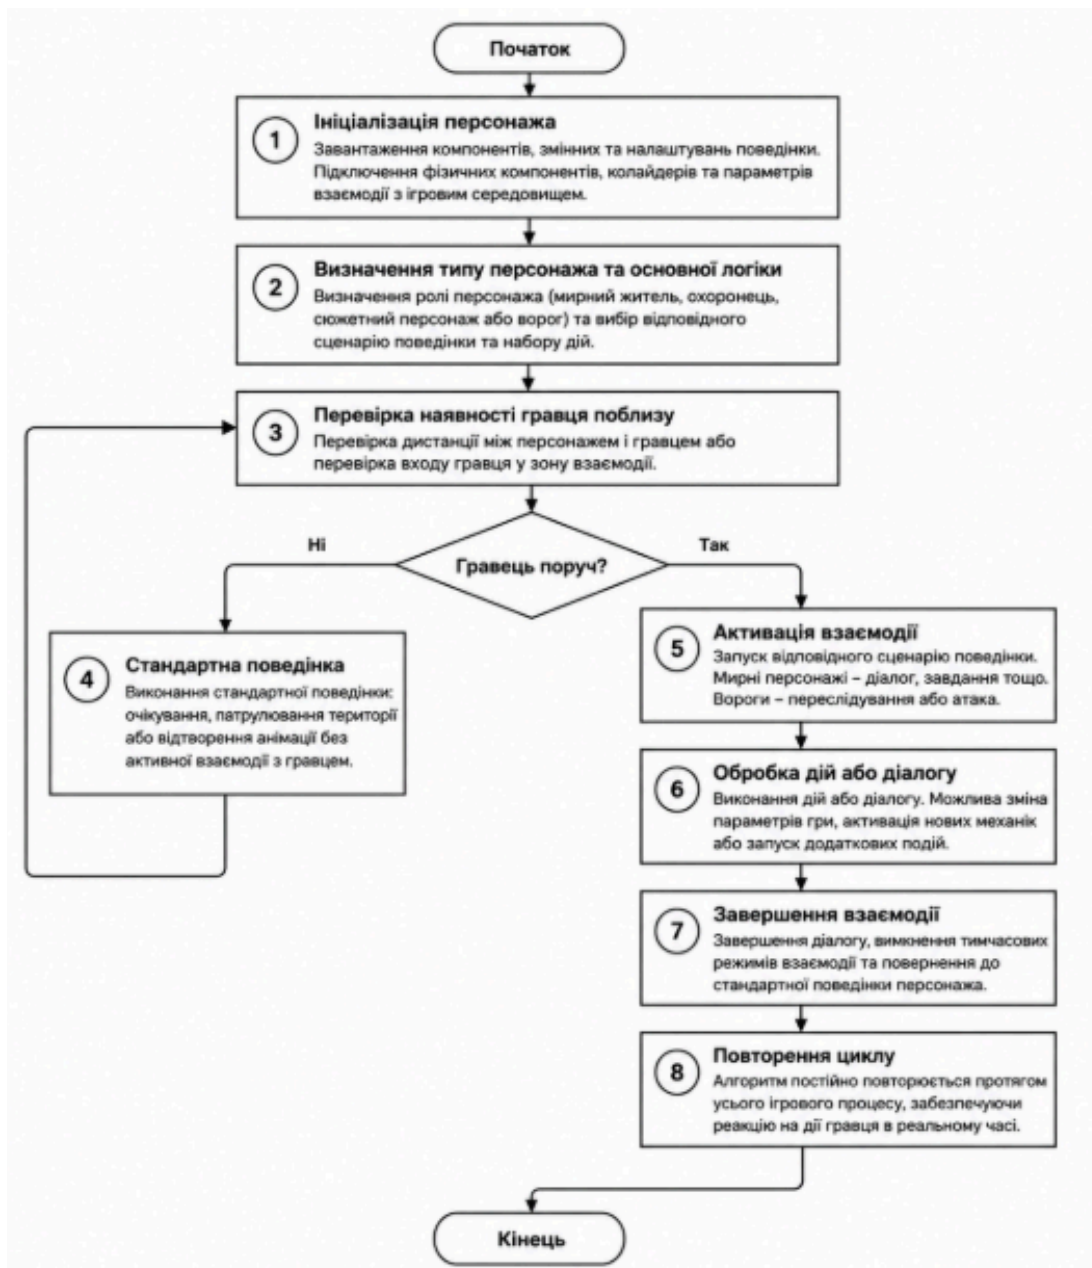 Початок
1
Ініціалізація персонажа
Завантаження компонентів, змінних та налаштувань поведінки.
Підключення фізичних компонентів, колайдерів та параметрів
взаємодії з ігровим середовищем.
2
Визначення типу персонажа та основної логіки
Визначення ролі персонажа (мирний житель, охоронець,
сюжетний персонаж або ворог) та вибір відповідного
сценарію поведінки та набору дій.
3
Перевірка наявності гравця поблизу
Перевірка дистанції між персонажем і гравцем або
перевірка входу гравця у зону взаємодії.
Ні
Так
Гравець поруч?
4
Стандартна поведінка
Виконання стандартної поведінки:
очікування, патрулювання території
або відтворення анімації без
активної взаємодії з гравцем.
5
Активація взаємодії
Запуск відповідного сценарію поведінки.
Мирні персонажі – діалог, завдання тощо.
Вороги – переслідування або атака.
6
Обробка дій або діалогу
Виконання дій або діалогу. Можлива зміна
параметрів гри, активація нових механік
або запуск додаткових подій.
7
Завершення взаємодії
Завершення діалогу, вимкнення тимчасових
режимів взаємодії та повернення до
стандартної поведінки персонажа.
8
Повторення циклу
Алгоритм постійно повторюється протягом
усього ігрового процесу, забезпечуючи
реакцію на дії гравця в реальному часі.
Кінець